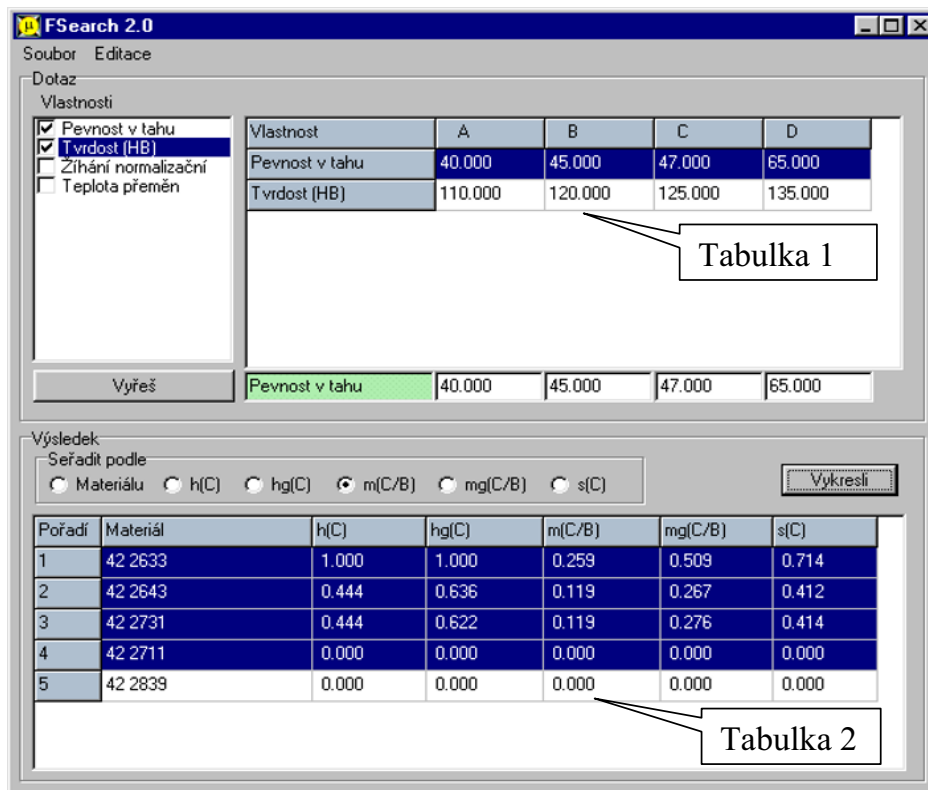 μ FSearch 2.0
Soubor Editace
Dotaz
Vlastnosti
Pevnost v tahu
Tvrdost (HB)
Žíhání normalizační
Teplota přeměn
Vlastnost A B C D
Pevnost v tahu 40.000 45.000 47.000 65.000
Tvrdost (HB) 110.000 120.000 125.000 135.000
Tabulka 1
Vyřeš
Pevnost v tahu 40.000 45.000 47.000 65.000
Výsledek
Seřadit podle
Materiálu h(C) hg(C) m(C/B) mg(C/B) s(C)
Vykresli
Pořadí Materiál h(C) hg(C) m(C/B) mg(C/B) s(C)
1 42 2633 1.000 1.000 0.259 0.509 0.714
2 42 2643 0.444 0.636 0.119 0.267 0.412
3 42 2731 0.444 0.622 0.119 0.276 0.414
4 42 2711 0.000 0.000 0.000 0.000 0.000
5 42 2839 0.000 0.000 0.000 0.000 0.000
Tabulka 2